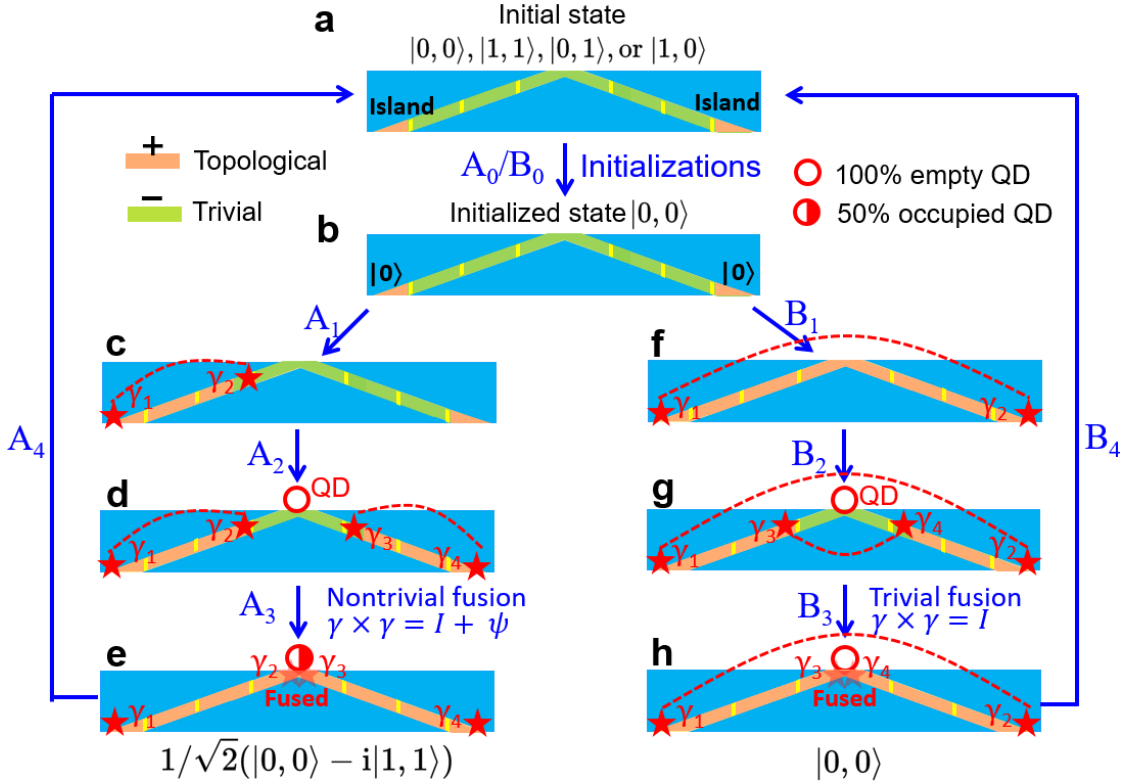 a
Initial state
|0,0⟩, |1,1⟩, |0,1⟩, or |1,0⟩
Island
Island
+
Topological
−
Trivial
A₀/B₀
Initializations
100% empty QD
50% occupied QD
b
Initialized state |0,0⟩
|0⟩
|0⟩
A₁
B₁
c
γ₁
γ₂
f
γ₁
γ₂
A₄
A₂
B₂
B₄
d
QD
γ₁
γ₂
γ₃
γ₄
g
QD
γ₁
γ₃
γ₄
γ₂
A₃
Nontrivial fusion
γ × γ = I + ψ
B₃
Trivial fusion
γ × γ = I
e
γ₂
γ₃
Fused
γ₁
γ₄
h
γ₃
γ₄
Fused
γ₁
γ₂
1/√2(|0,0⟩ − i|1,1⟩)
|0,0⟩